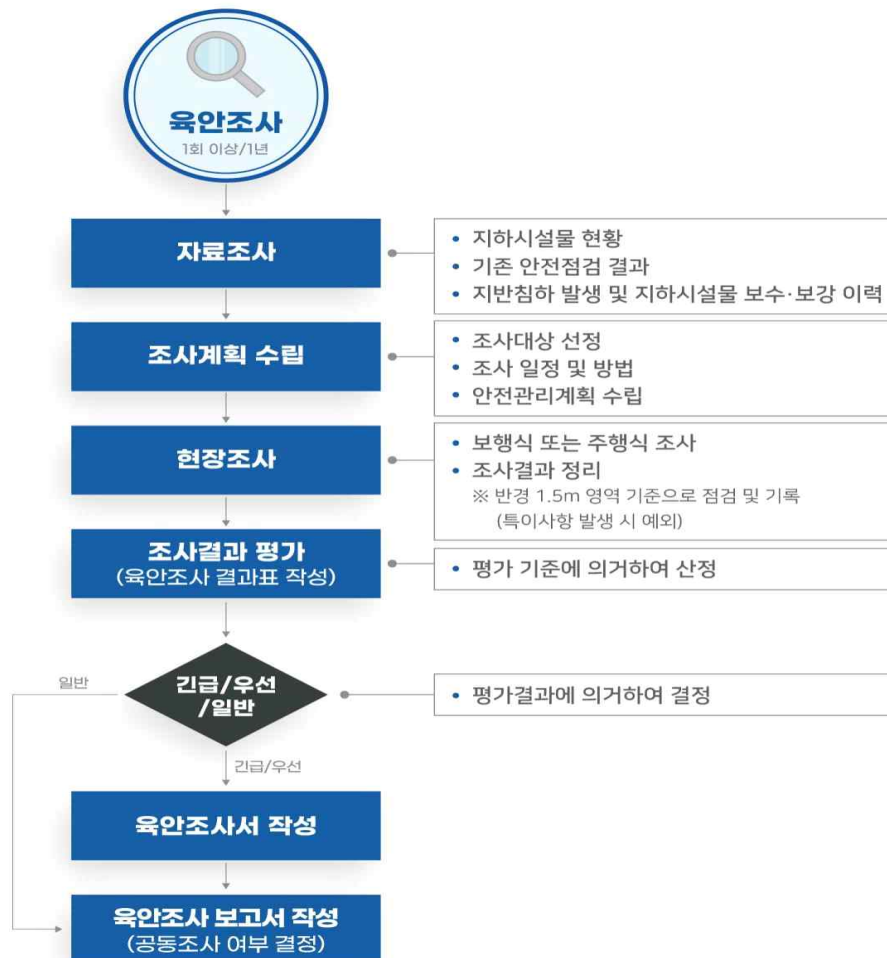 육안조사
1회 이상/1년
자료조사
• 지하시설물 현황
• 기존 안전점검 결과
• 지반침하 발생 및 지하시설물 보수·보강 이력
조사계획 수립
• 조사대상 선정
• 조사 일정 및 방법
• 안전관리계획 수립
현장조사
• 보행식 또는 주행식 조사
• 조사결과 정리
※ 반경 1.5m 영역 기준으로 점검 및 기록
(특이사항 발생 시 예외)
조사결과 평가
(육안조사 결과표 작성)
• 평가 기준에 의거하여 산정
일반
긴급/우선
/일반
• 평가결과에 의거하여 결정
긴급/우선
육안조사서 작성
육안조사 보고서 작성
(공동조사 여부 결정)